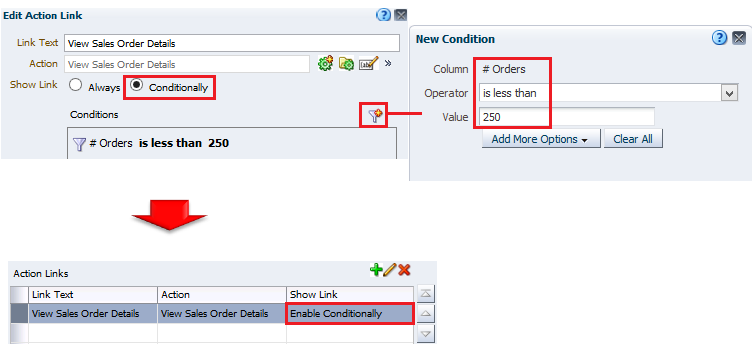 Edit Action Link
Link Text View Sales Order Details
Action View Sales Order Details
Show Link Always Conditionally
Conditions
# Orders is less than 250
New Condition
Column # Orders
Operator is less than
Value 250
Add More Options Clear All
Action Links
Link Text Action Show Link
View Sales Order Details View Sales Order Details Enable Conditionally